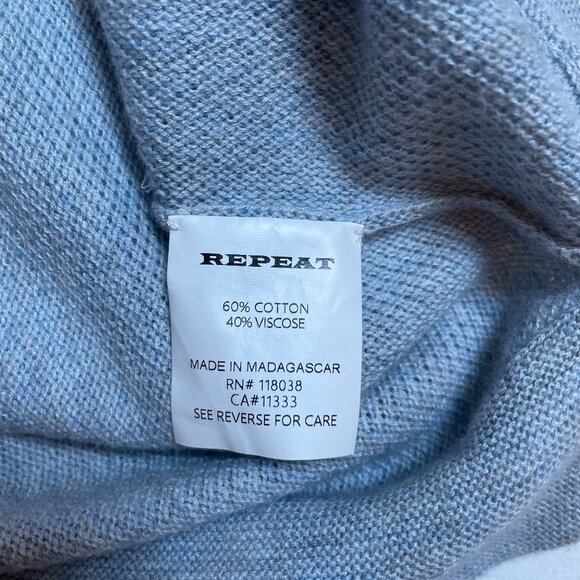 REPEAT
60% COTTON
40% VISCOSE
MADE IN MADAGASCAR
RN# 118038
CA#11333
SEE REVERSE FOR CARE